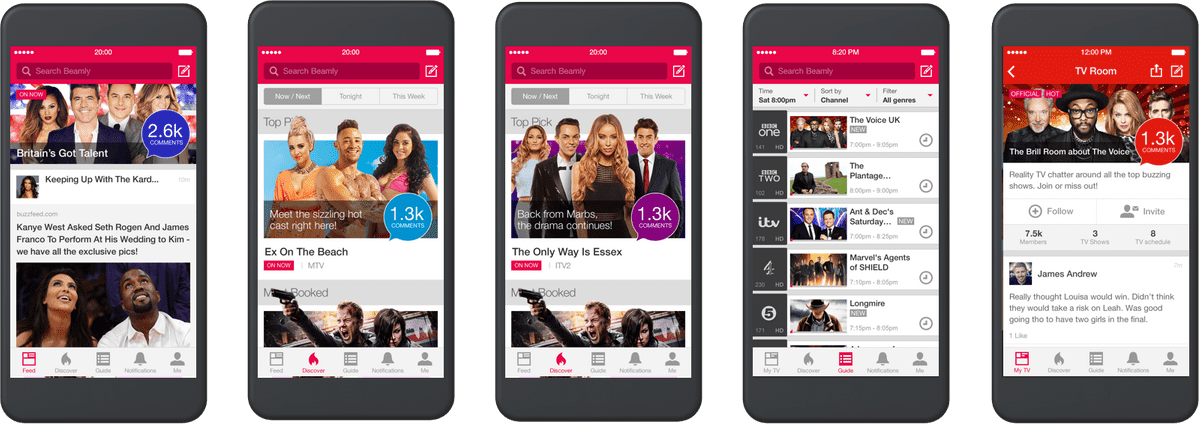 20:00
Search Beamly
ON NOW
2.6k
COMMENTS
Britain's Got Talent
Keeping Up With The Kard...
10m
buzzfeed.com
Kanye West Asked Seth Rogen And James
Franco To Perform At His Wedding to Kim -
we have all the exclusive pics!
Feed
Discover
Guide
Notifications
Me
20:00
Search Beamly
Now / Next
Tonight
This Week
Top Pick
Meet the sizzling hot
cast right here!
1.3k
COMMENTS
Ex On The Beach
ON NOW
MTV
Most Booked
Feed
Discover
Guide
Notifications
Me
20:00
Search Beamly
Now / Next
Tonight
This Week
Top Pick
Back from Marbs,
the drama continues!
1.3k
COMMENTS
The Only Way Is Essex
ON NOW
ITV2
Most Booked
Feed
Discover
Guide
Notifications
Me
8:20 PM
Search Beamly
Time
Sat 8:00pm
Sort by
Channel
Filter
All genres
BBC
one
141 HD
The Voice UK
NEW
7:00pm - 9:05pm
BBC
TWO
102 HD
The
Plantage...
8:00pm - 9:00pm
itv
178 HD
Ant & Dec's
Saturday...
NEW
7:00pm - 8:25pm
4
230 HD
Marvel's Agents
of SHIELD
7:10pm - 8:05pm
5
171 HD
Longmire
NEW
7:15pm - 8:25pm
My TV
Discover
Guide
Notifications
Me
12:00 PM
TV Room
OFFICIAL
HOT
1.3k
COMMENTS
The Brill Room about The Voice
Reality TV chatter around all the top buzzing
shows. Join or miss out!
Follow
Invite
7.5k
Members
3
TV Shows
8
TV schedule
7m
James Andrew
Really thought Louisa would win. Didn't think
they would take a risk on Leah. Was good
going tho to have two girls in the final.
1 Like
My TV
Discover
Guide
Notifications
Me